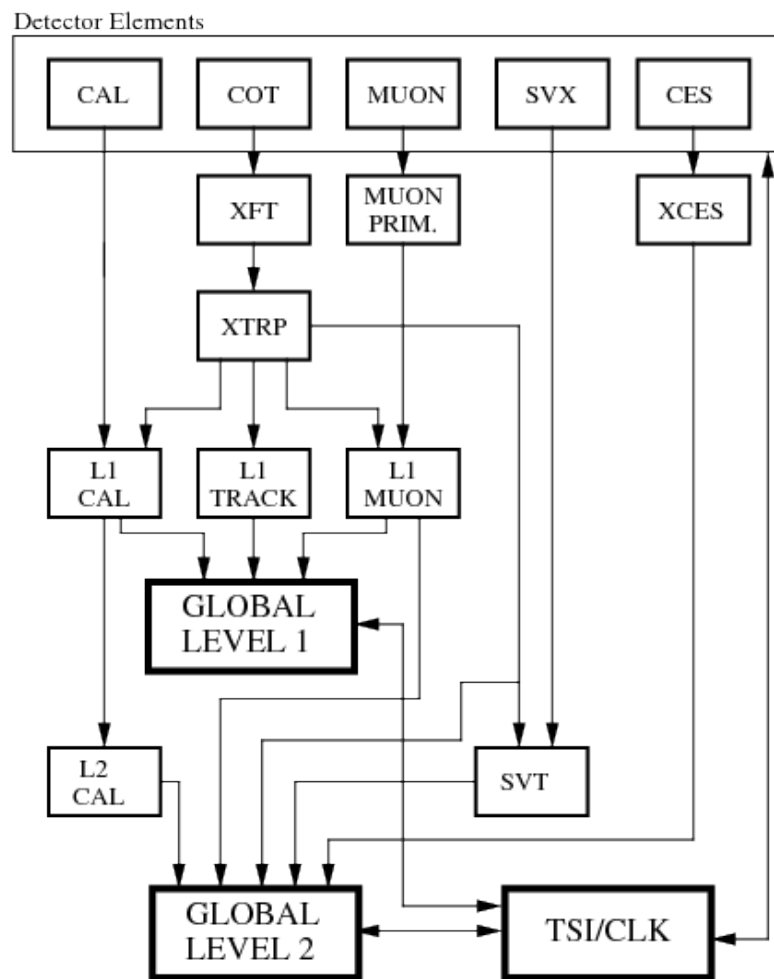 Detector Elements
CAL
COT
MUON
SVX
CES
XFT
MUON
PRIM.
XCES
XTRP
L1
CAL
L1
TRACK
L1
MUON
GLOBAL
LEVEL 1
L2
CAL
SVT
GLOBAL
LEVEL 2
TSI/CLK